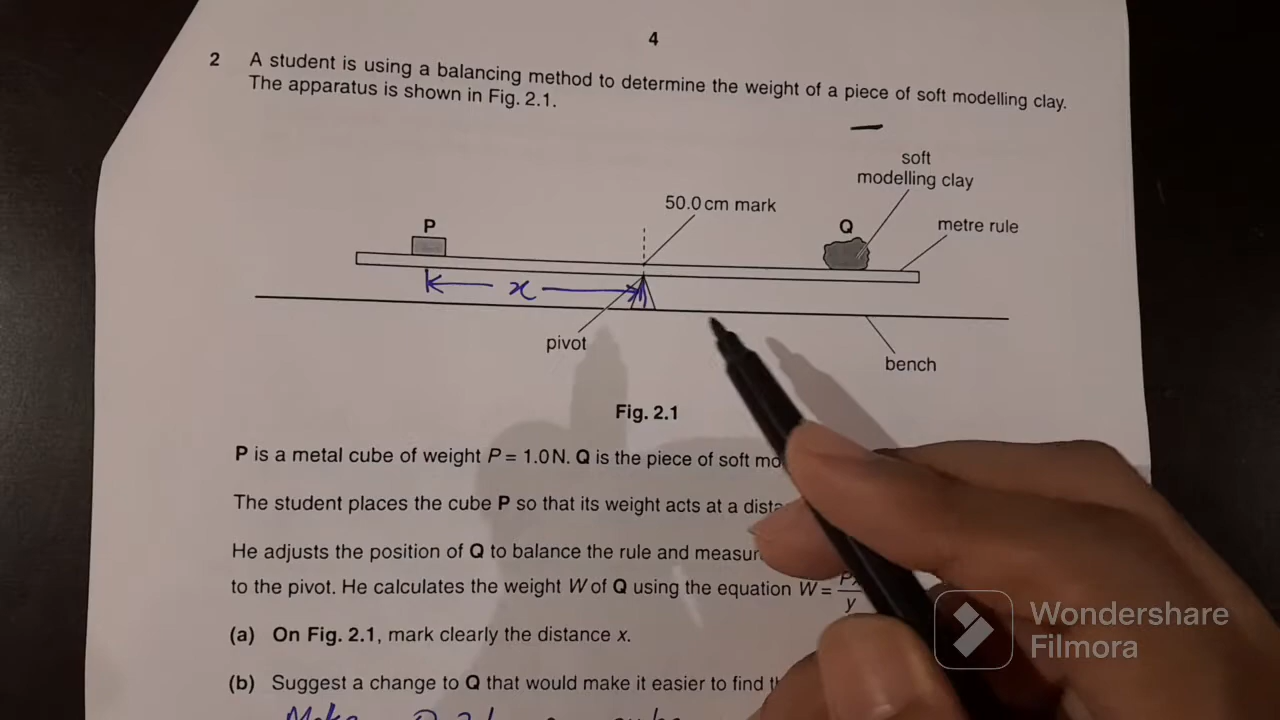 4
2 A student is using a balancing method to determine the weight of a piece of soft modelling clay.
The apparatus is shown in Fig. 2.1.
soft
modelling clay
50.0 cm mark
P
Q
metre rule
x
pivot
bench
Fig. 2.1
P is a metal cube of weight P = 1.0 N. Q is the piece of soft mo
The student places the cube P so that its weight acts at a dista
He adjusts the position of Q to balance the rule and measur
to the pivot. He calculates the weight W of Q using the equation W = Px/y
(a) On Fig. 2.1, mark clearly the distance x.
(b) Suggest a change to Q that would make it easier to find th
Make Q
Wondershare
Filmora